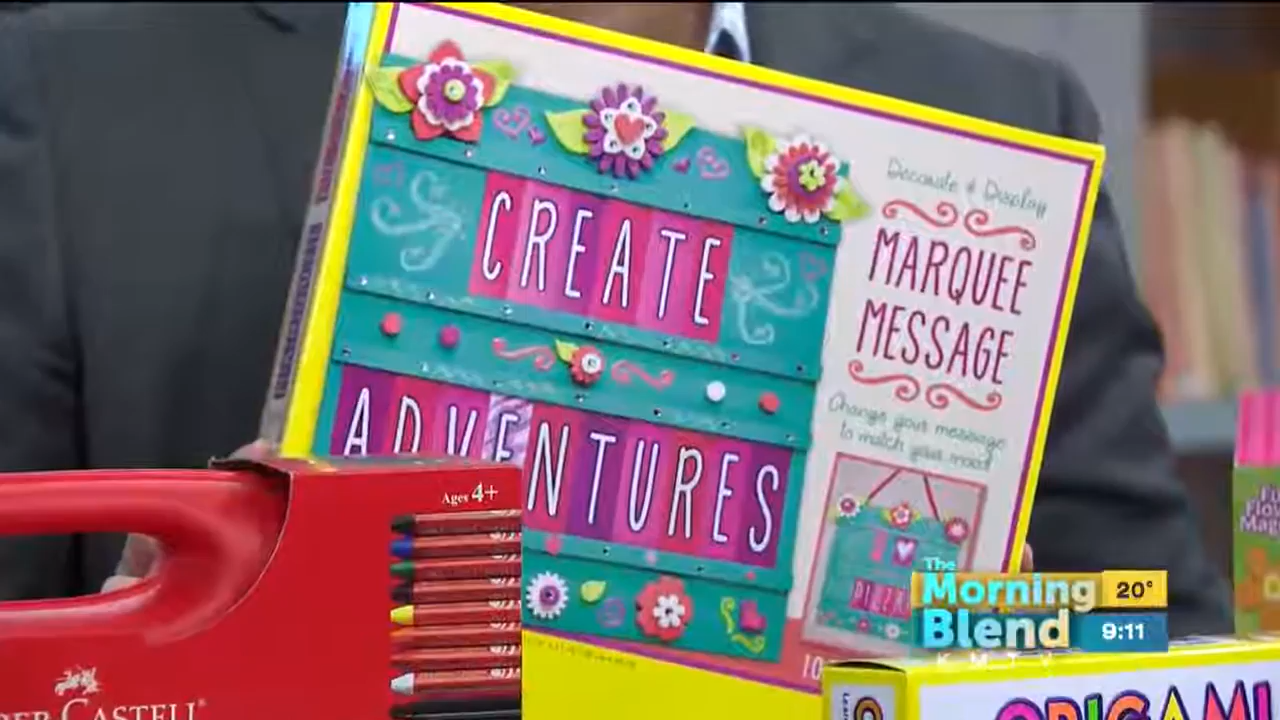 Decorate & Display
MARQUEE
MESSAGE
Change your message
to match your mood
CREATE
ADVENTURES
Ages 4+
ER CASTELL
ORIGAMI
The
Morning
Blend
KMTV
20°
9:11